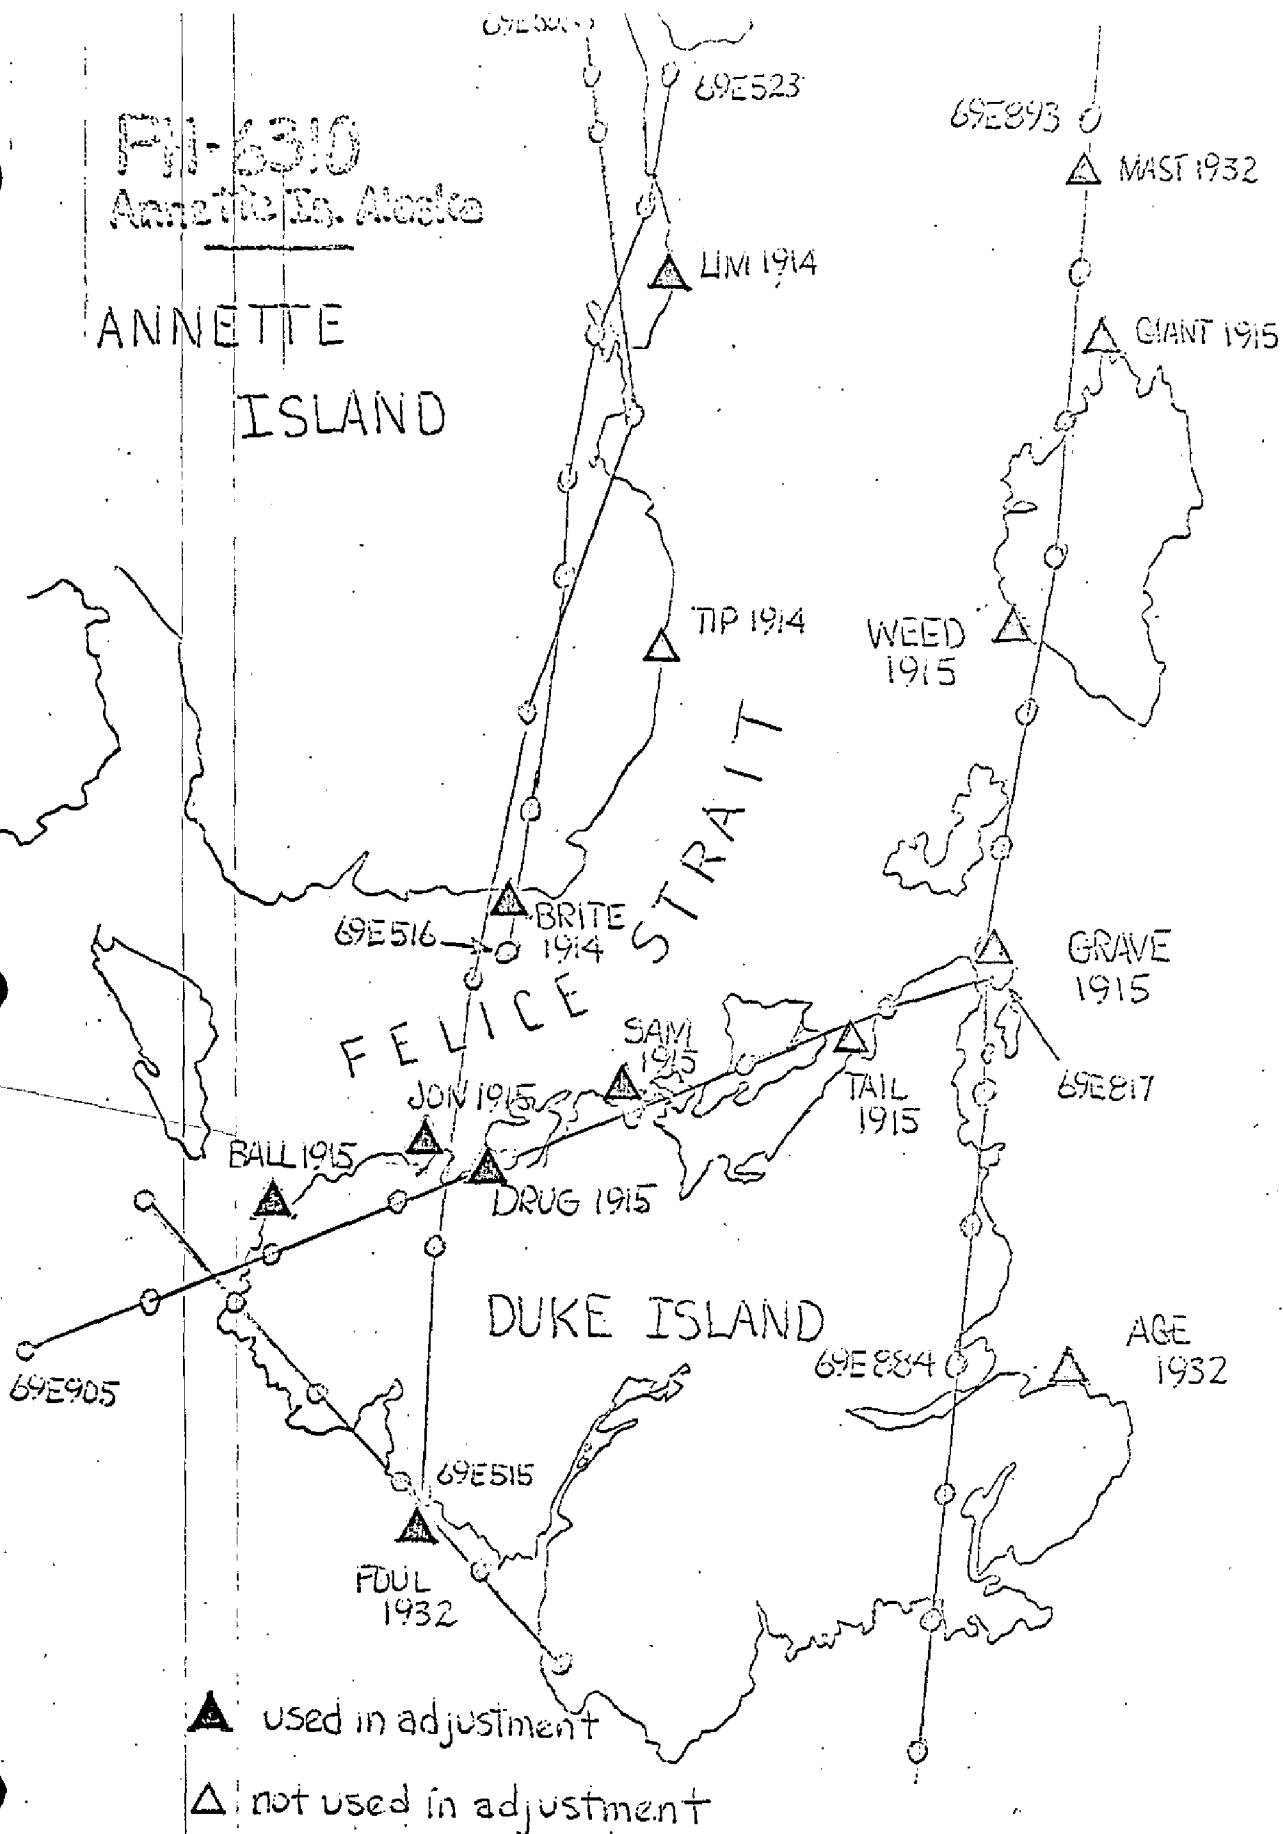 69E523
69E893
PH-6310
MAST 1932
Annette Is. Alaska
LIM 1914
ANNETTE
GIANT 1915
ISLAND
TIP 1914
WEED
1915
STRAIT
BRITE
1914
69E516
GRAVE
1915
FELICE
SAM
1915
JON 1915
TAIL
1915
69E817
BALL 1915
DRUG 1915
DUKE ISLAND
AGE
1932
69E884
69E905
69E515
FOUL
1932
used in adjustment
not used in adjustment